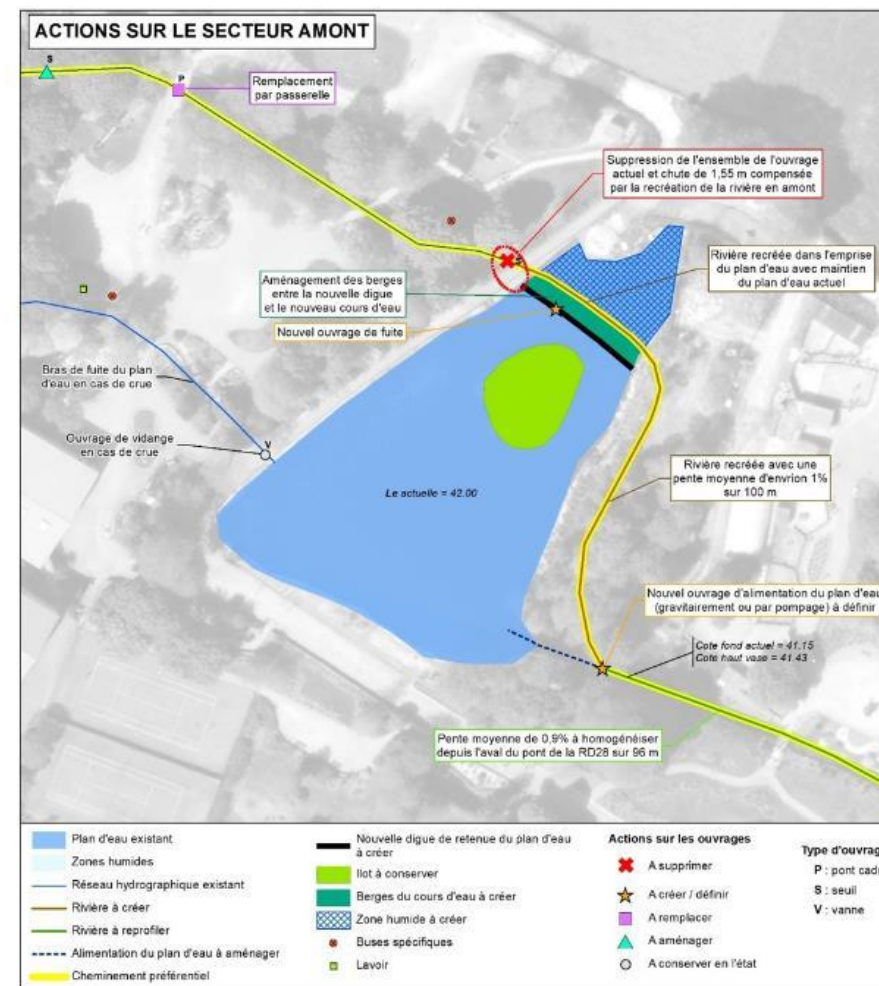 ACTIONS SUR LE SECTEUR AMONT
S
P
Remplacement
par passerelle
Suppression de l'ensemble de l'ouvrage
actuel et chute de 1,55 m compensée
par la recréation de la rivière en amont
S
Rivière recréée dans l'emprise
du plan d'eau avec maintien
du plan d'eau actuel
Aménagement des berges
entre la nouvelle digue
et le nouveau cours d'eau
Nouvel ouvrage de fuite
Bras de fuite du plan
d'eau en cas de crue
Ouvrage de vidange
en cas de crue
V
Le actuelle = 42.00
Rivière recréée avec une
pente moyenne d'envrion 1%
sur 100 m
Nouvel ouvrage d'alimentation du plan d'eau
(gravitairement ou par pompage) à définir
Cote fond actuel = 41.15
Cote haut vase = 41.43
Pente moyenne de 0,9% à homogénéiser
depuis l'aval du pont de la RD28 sur 96 m
Plan d'eau existant
Zones humides
Réseau hydrographique existant
Rivière à créer
Rivière à reprofiler
Alimentation du plan d'eau à aménager
Cheminement préférentiel
Nouvelle digue de retenue du plan d'eau
à créer
Ilot à conserver
Berges du cours d'eau à créer
Zone humide à créer
Buses spécifiques
Lavoir
Actions sur les ouvrages
A supprimer
A créer / définir
A remplacer
A aménager
A conserver en l'état
Type d'ouvrag
P : pont cadr
S : seuil
V : vanne